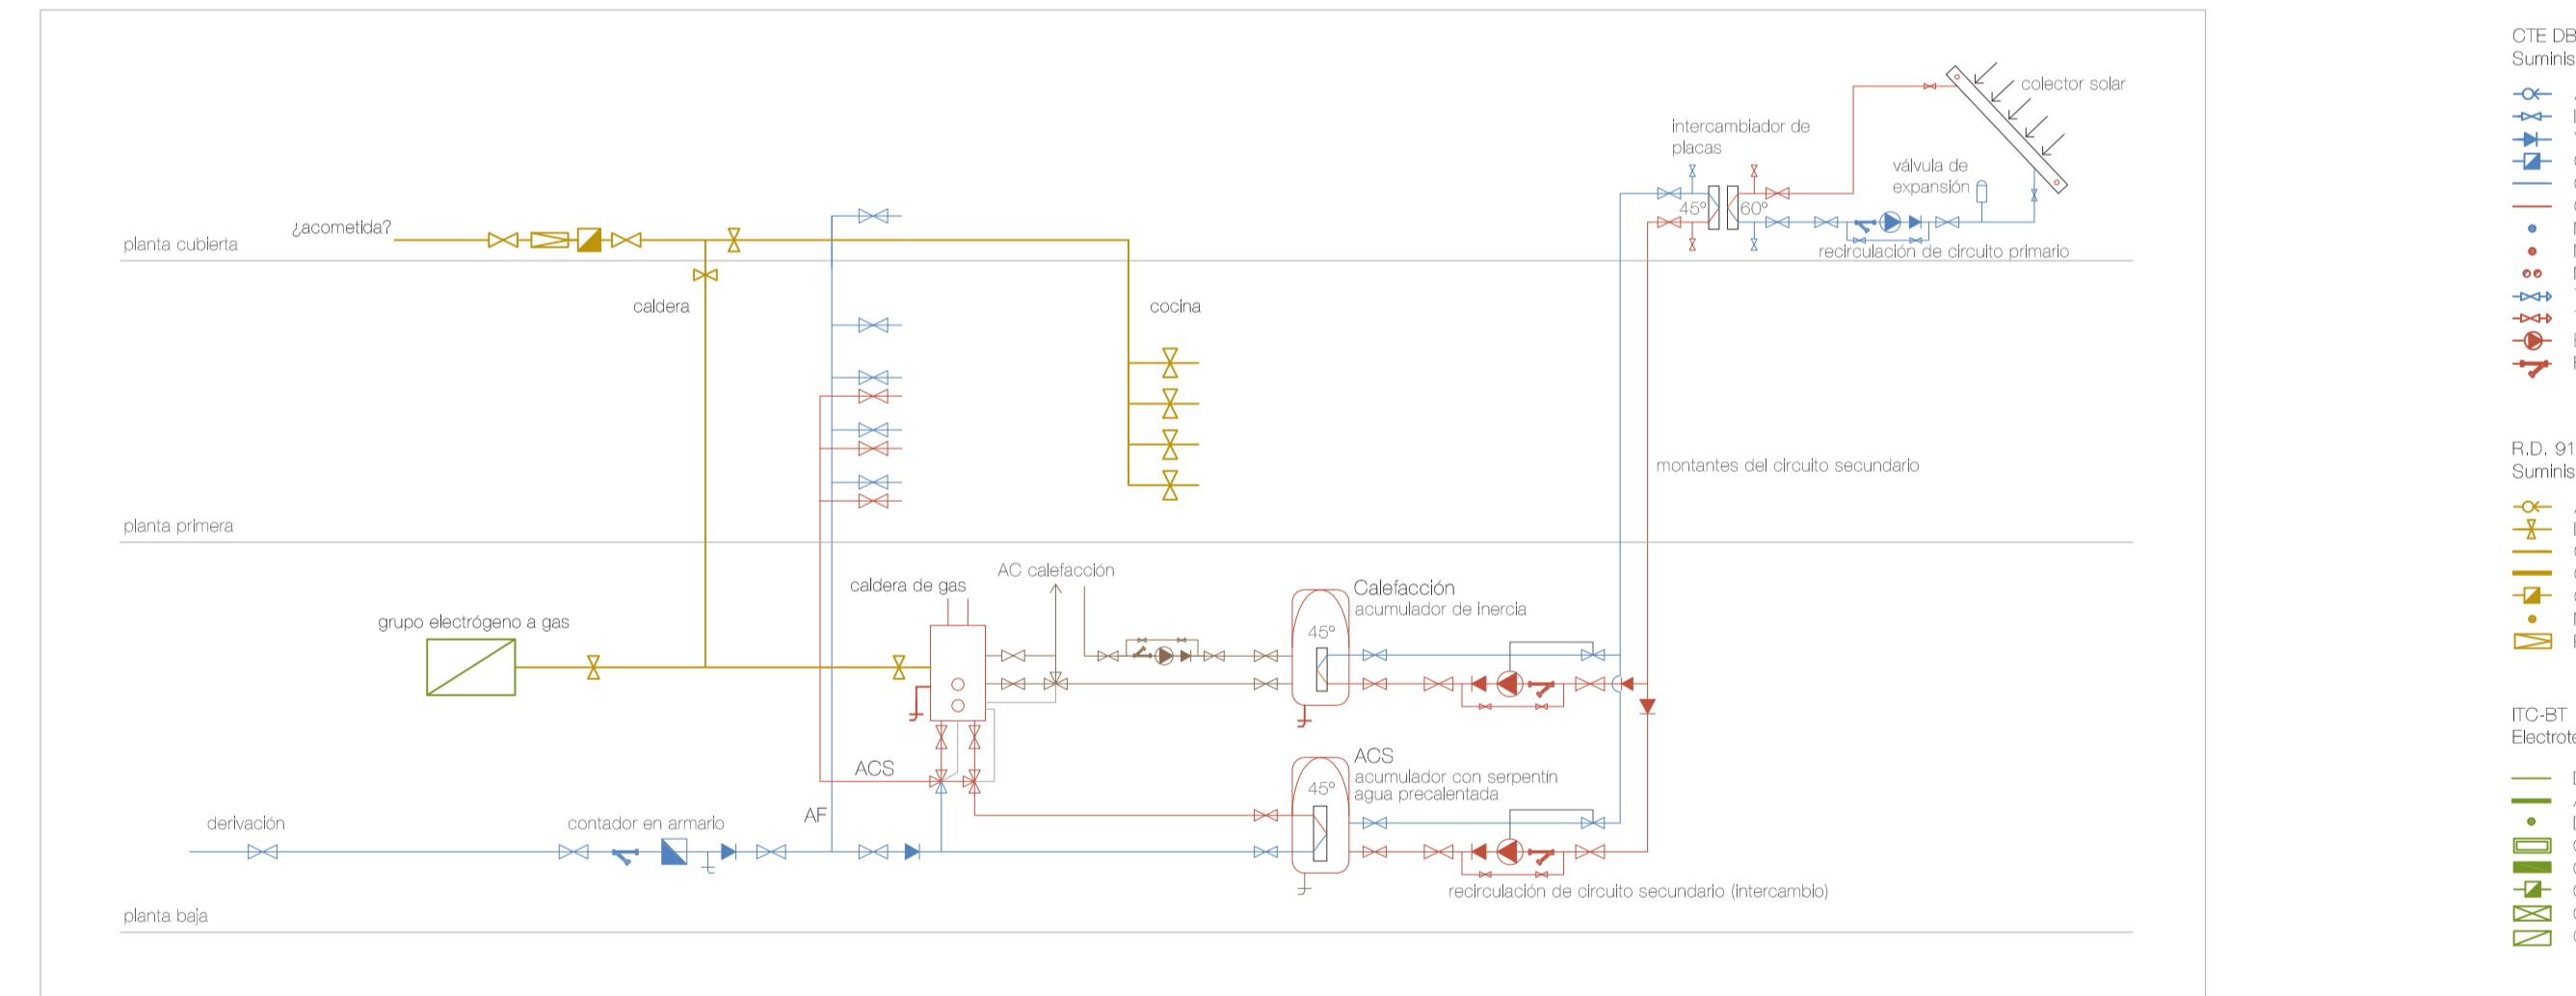 colector solar
intercambiador de
placas
válvula de
expansión
45º
60º
¿acometida?
planta cubierta
recirculación de circuito primario
caldera
cocina
montantes del circuito secundario
planta primera
AC calefacción
caldera de gas
Calefacción
acumulador de inercia
45º
grupo electrógeno a gas
ACS
ACS
acumulador con serpentín
agua precalentada
45º
AF
derivación
contador en armario
recirculación de circuito secundario (intercambio)
planta baja
CTE DB
Suminis
R.D. 91
Suminis
ITC-BT
Electrote